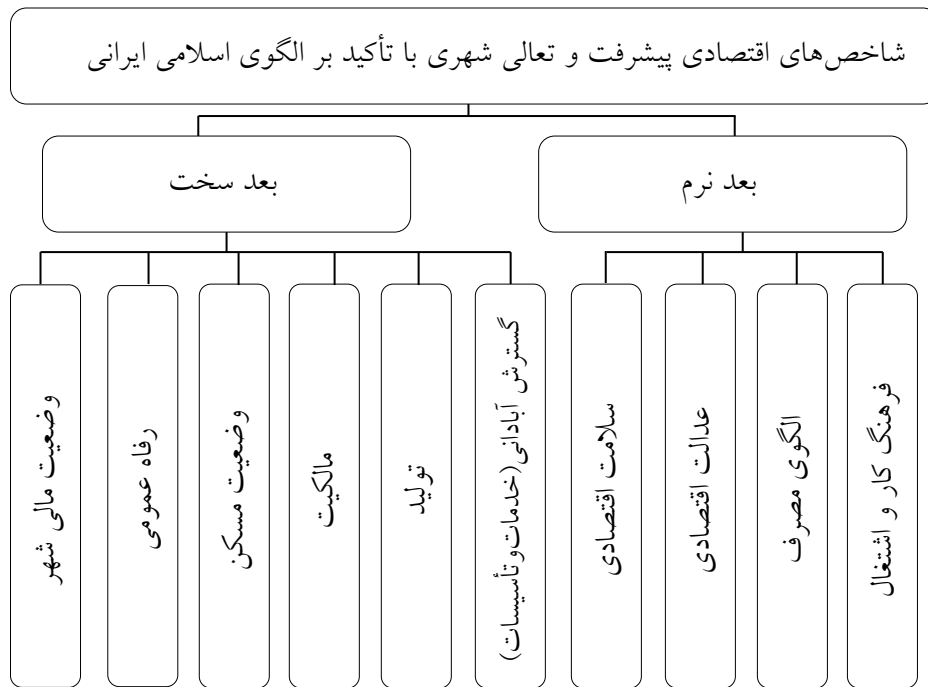 شاخص‌های اقتصادی پیشرفت و تعالی شهری با تأکید بر الگوی اسلامی ایرانی
بعد نرم
بعد سخت
فرهنگ کار و اشتغال
الگوی مصرف
عدالت اقتصادی
سلامت اقتصادی
گسترش آبادانی(خدمات‌وتأسیسات)
تولید
مالکیت
وضعیت مسکن
رفاه عمومی
وضعیت مالی شهر